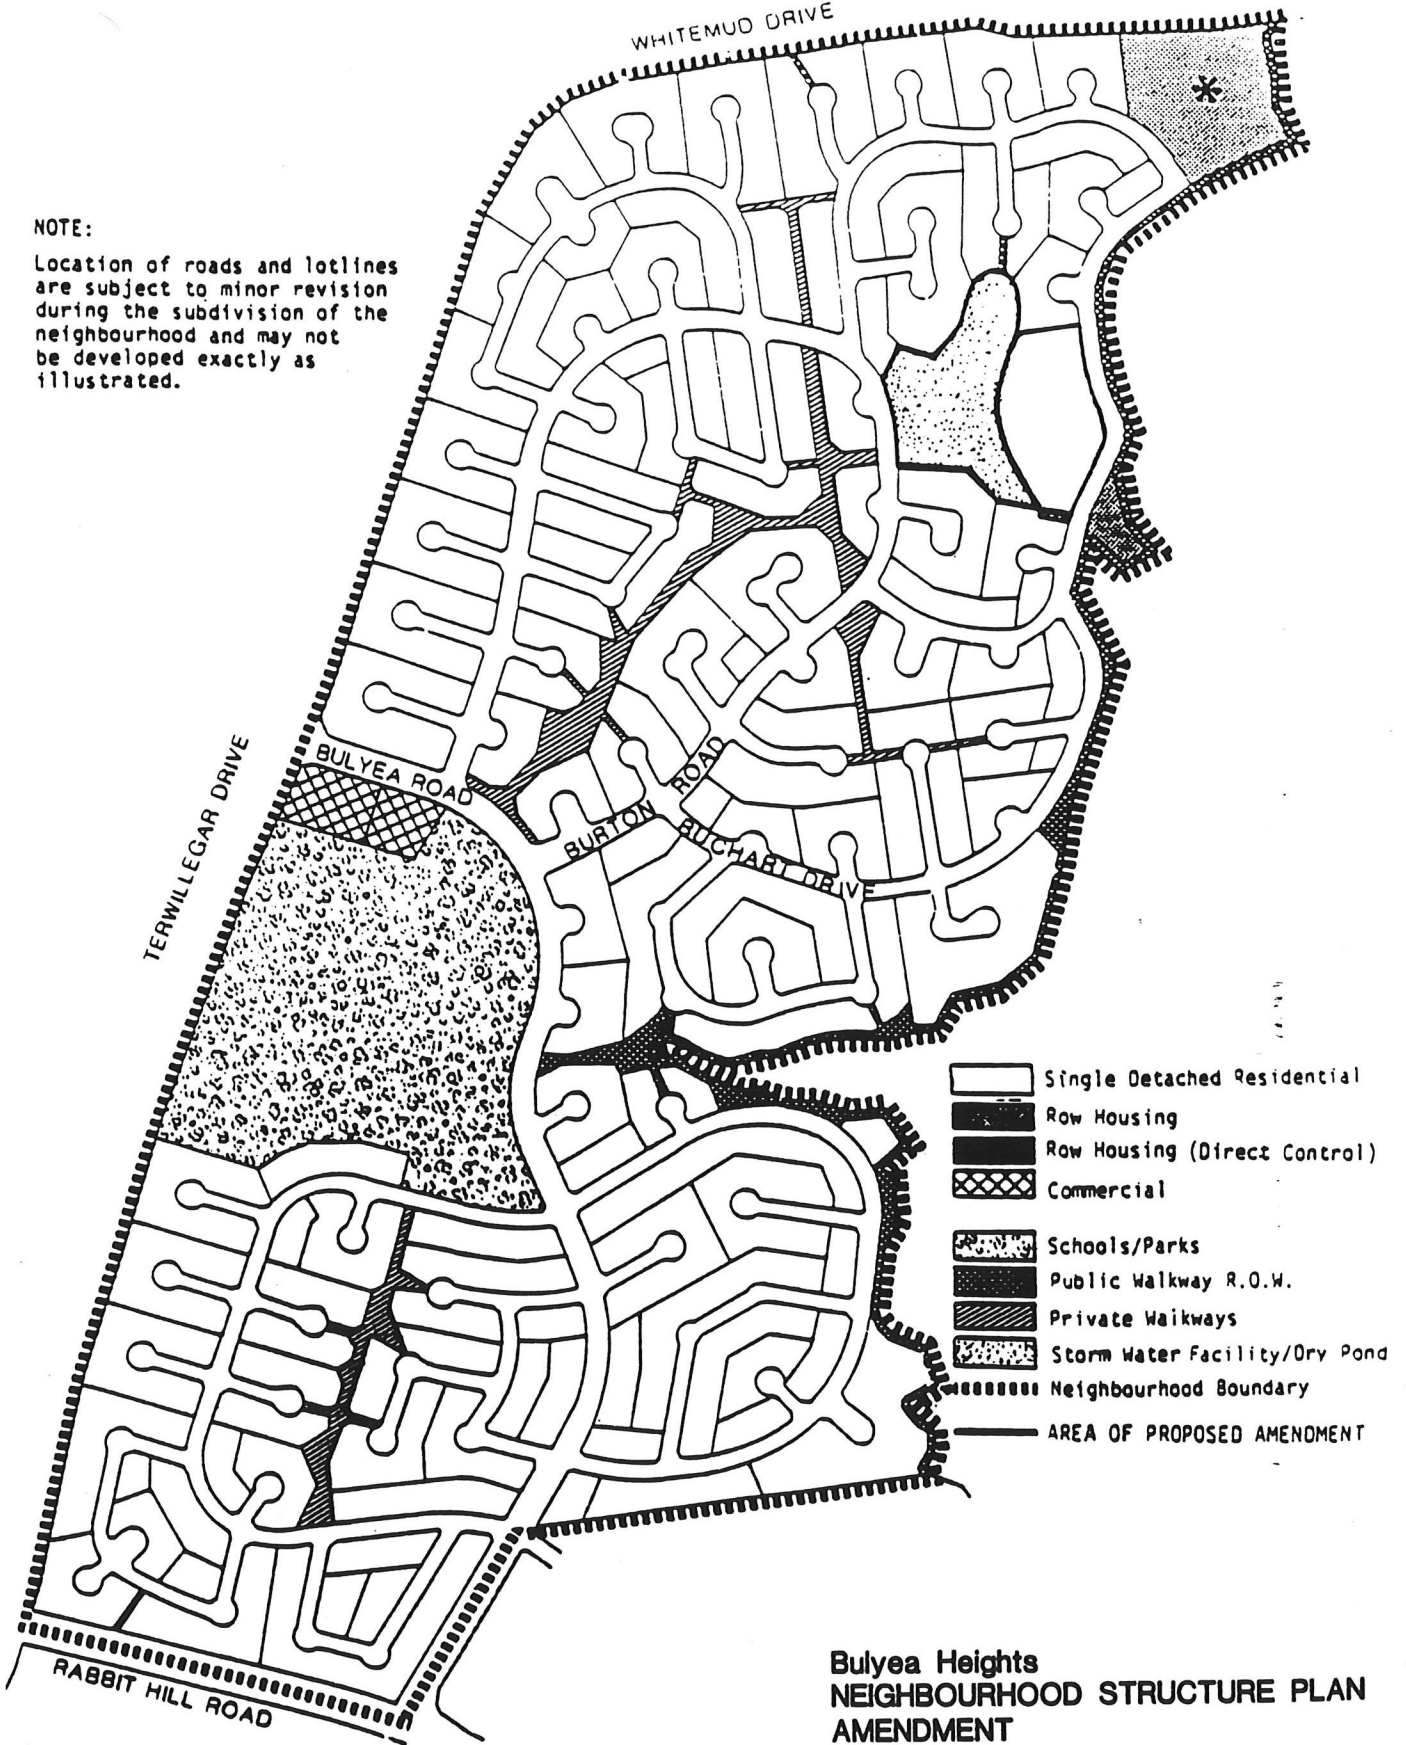 WHITEMUD DRIVE
NOTE:
Location of roads and lotlines
are subject to minor revision
during the subdivision of the
neighbourhood and may not
be developed exactly as
illustrated.
TERWILLEGAR DRIVE
BULYEA ROAD
BURTON ROAD
BUCHART DRIVE
Single Detached Residential
Row Housing
Row Housing (Direct Control)
Commercial
Schools/Parks
Public Walkway R.O.W.
Private Walkways
Storm Water Facility/Dry Pond
Neighbourhood Boundary
AREA OF PROPOSED AMENDMENT
RABBIT HILL ROAD
Bulyea Heights
NEIGHBOURHOOD STRUCTURE PLAN
AMENDMENT